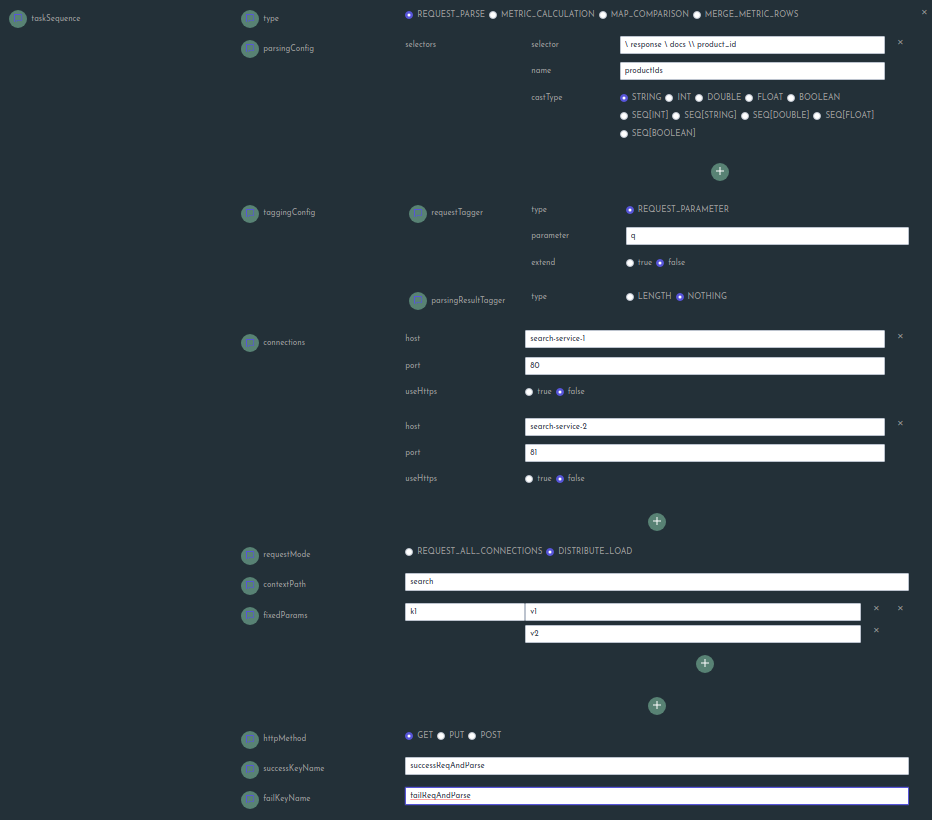 taskSequence
type
REQUEST_PARSE METRIC_CALCULATION MAP_COMPARISON MERGE_METRIC_ROWS ×
parsingConfig
selectors
selector \ response \ docs \\ product_id ×
name productIds
castType STRING INT DOUBLE FLOAT BOOLEAN
SEQ[INT] SEQ[STRING] SEQ[DOUBLE] SEQ[FLOAT]
SEQ[BOOLEAN]
+
taggingConfig
requestTagger
type REQUEST_PARAMETER
parameter q
extend true false
parsingResultTagger
type LENGTH NOTHING
connections
host search-service-1 ×
port 80
useHttps true false
host search-service-2 ×
port 81
useHttps true false
+
requestMode REQUEST_ALL_CONNECTIONS DISTRIBUTE_LOAD
contextPath search
fixedParams k1 v1 × ×
v2 ×
+
+
httpMethod GET PUT POST
successKeyName successReqAndParse
failKeyName failReqAndParse